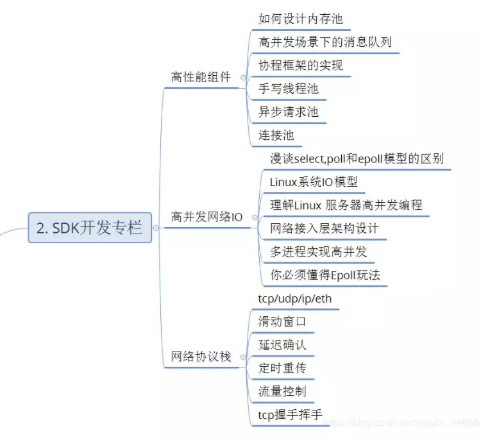 2. SDK开发专栏
高性能组件
如何设计内存池
高并发场景下的消息队列
协程框架的实现
手写线程池
异步请求池
连接池
高并发网络IO
漫谈select,poll和epoll模型的区别
Linux系统IO模型
理解Linux 服务器高并发编程
网络接入层架构设计
多进程实现高并发
你必须懂得Epoll玩法
网络协议栈
tcp/udp/ip/eth
滑动窗口
延迟确认
定时重传
流量控制
tcp握手挥手